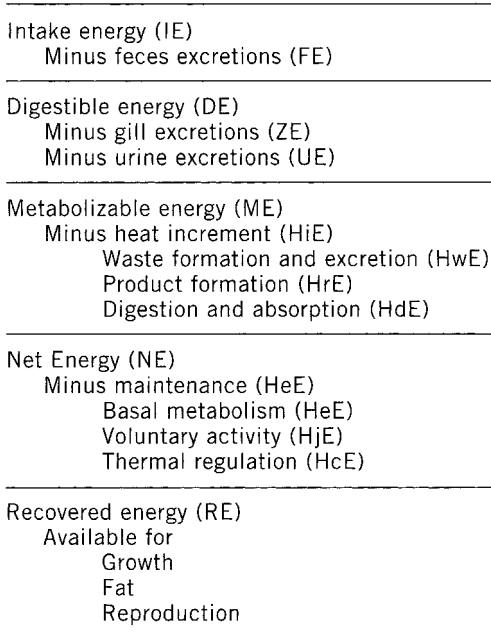 Intake energy (IE)
Minus feces excretions (FE)
Digestible energy (DE)
Minus gill excretions (ZE)
Minus urine excretions (UE)
Metabolizable energy (ME)
Minus heat increment (HiE)
Waste formation and excretion (HwE)
Product formation (HrE)
Digestion and absorption (HdE)
Net Energy (NE)
Minus maintenance (HeE)
Basal metabolism (HeE)
Voluntary activity (HjE)
Thermal regulation (HcE)
Recovered energy (RE)
Available for
Growth
Fat
Reproduction